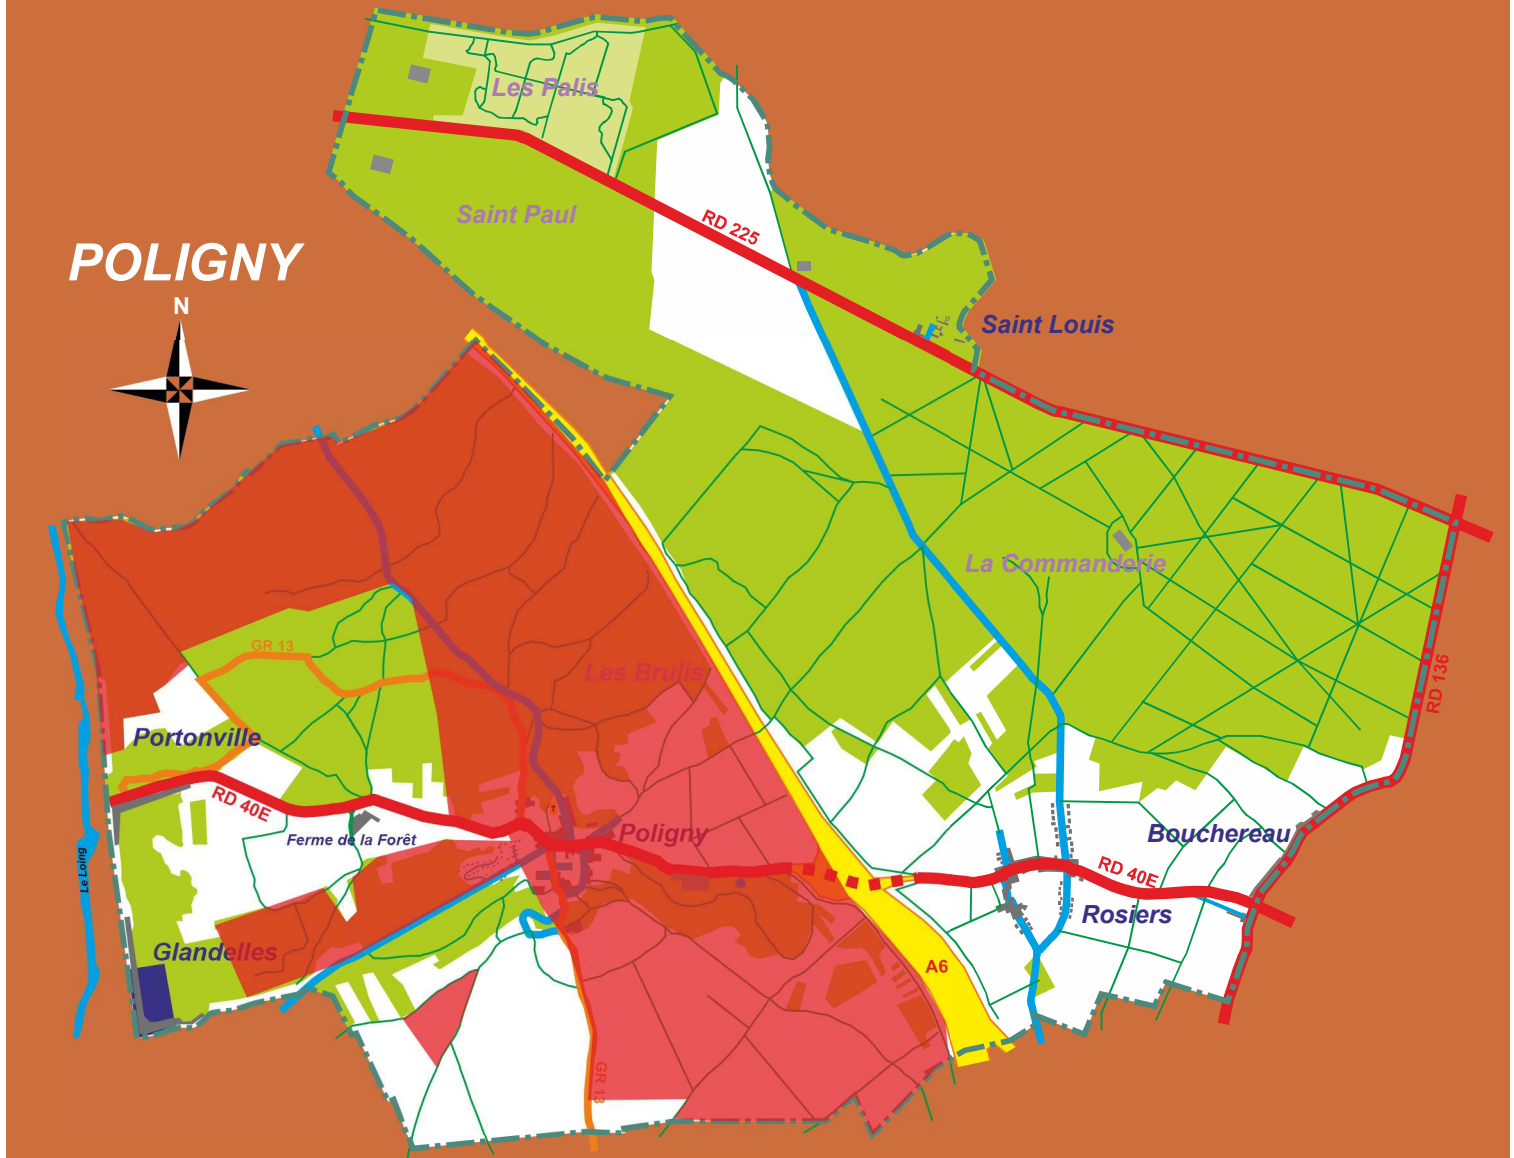 Les Palis
Saint Paul
RD 225
POLIGNY
N
Saint Louis
La Commanderie
GR 13
Les Brulis
RD 136
Portonville
RD 40E
Ferme de la Forêt
Poligny
Bouchereau
Le Loing
RD 40E
Rosiers
Glandelles
A6
GR 13